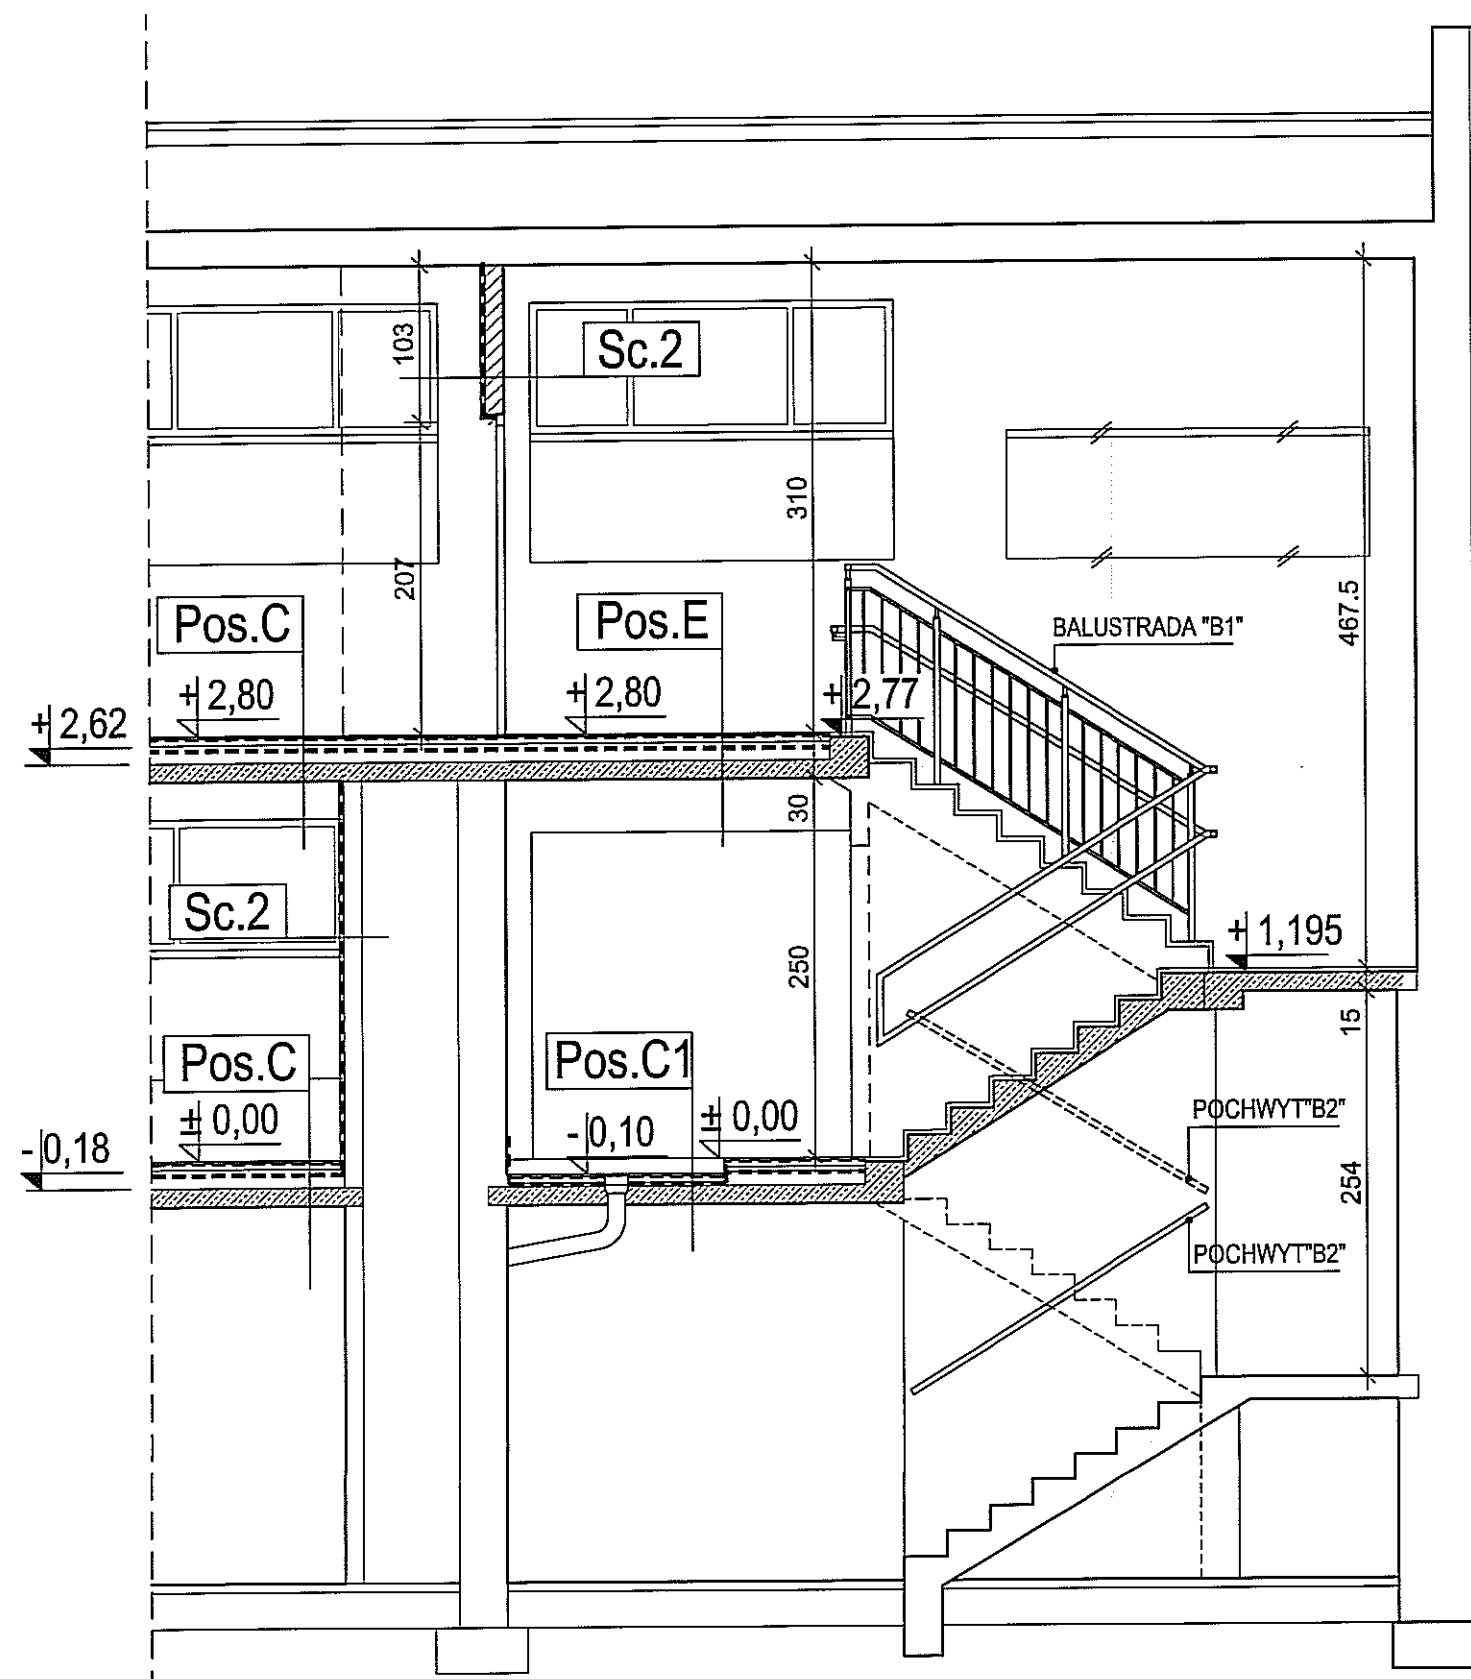 103
Sc.2
310
207
467.5
Pos.C
Pos.E
BALUSTRADA "B1"
+ 2,80
+ 2,80
+ 2,77
+ 2,62
30
Sc.2
+ 1,195
250
15
Pos.C
Pos.C1
± 0,00
- 0,10
± 0,00
POCHWYT"B2"
- 0,18
254
POCHWYT"B2"